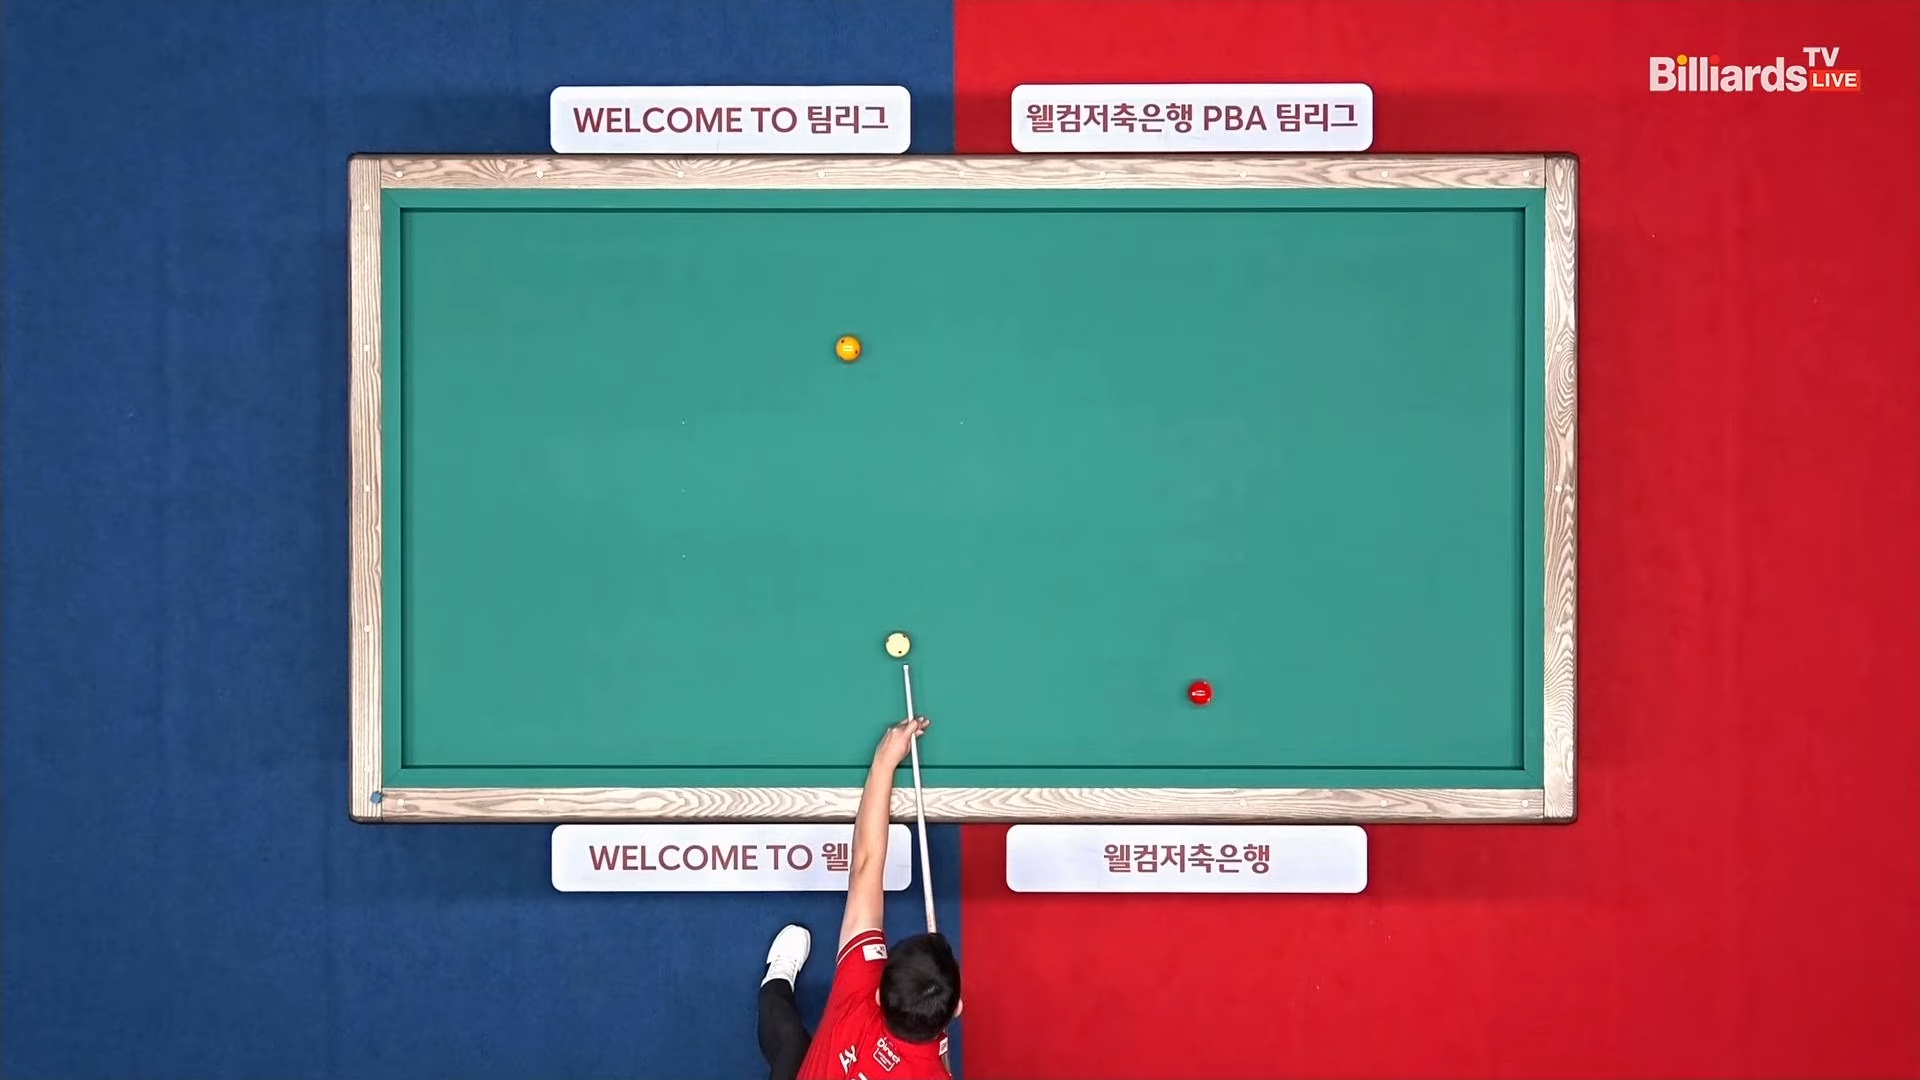 Billiards TV
LIVE
WELCOME TO 팀리그
웰컴저축은행 PBA 팀리그
WELCOME TO 웰
웰컴저축은행
Direct